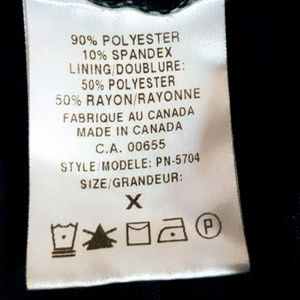 90% POLYESTER
10% SPANDEX
LINING/DOUBLURE:
50% POLYESTER
50% RAYON/RAYONNE
FABRIQUE AU CANADA
MADE IN CANADA
C.A. 00655
STYLE/MODELE: PN-5704
SIZE/GRANDEUR:
X
P